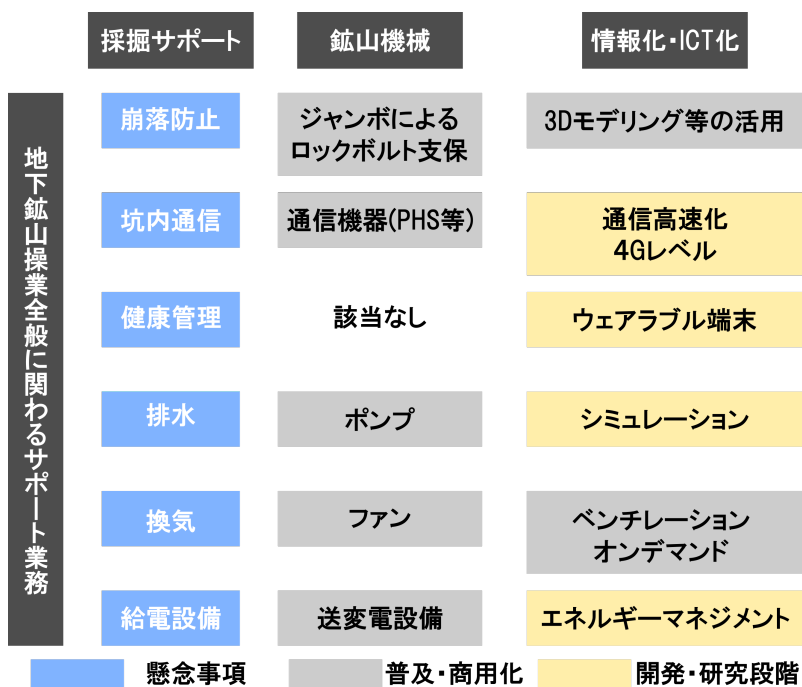 採掘サポート
鉱山機械
情報化・ICT化
地下鉱山操業全般に関わるサポート業務
崩落防止
ジャンボによる
ロックボルト支保
3Dモデリング等の活用
坑内通信
通信機器(PHS等)
通信高速化
4Gレベル
健康管理
該当なし
ウェアラブル端末
排水
ポンプ
シミュレーション
換気
ファン
ベンチレーション
オンデマンド
給電設備
送変電設備
エネルギーマネジメント
懸念事項
普及・商用化
開発・研究段階